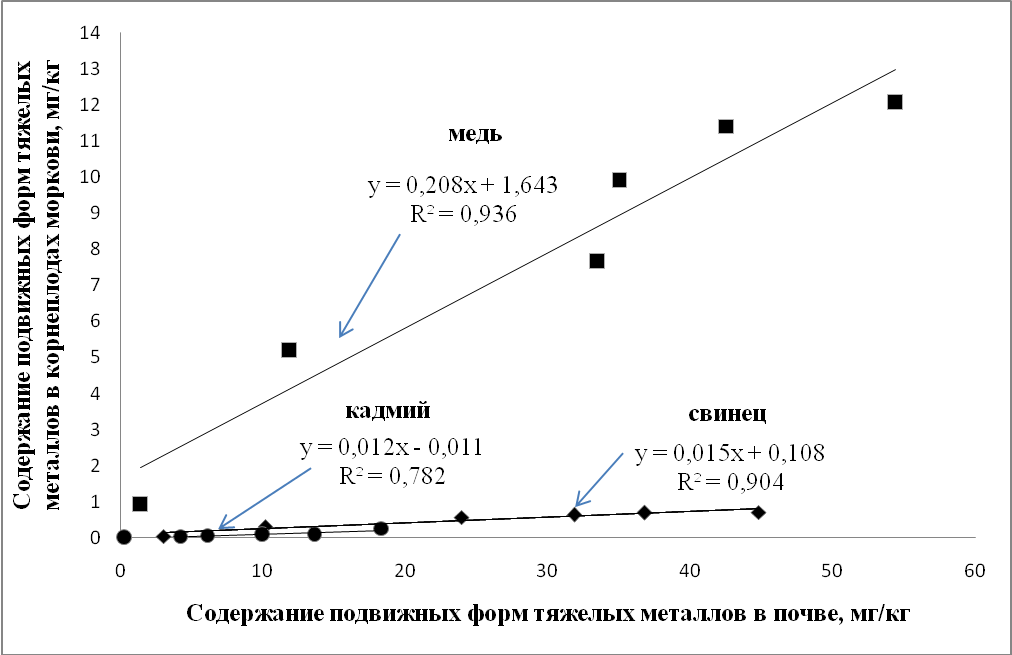 Содержание подвижных форм тяжелых
металлов в корнеплодах моркови, мг/кг
14
13
12
11
10
9
8
7
6
5
4
3
2
1
0
медь
y = 0,208x + 1,643
R² = 0,936
кадмий
y = 0,012x - 0,011
R² = 0,782
свинец
y = 0,015x + 0,108
R² = 0,904
0 10 20 30 40 50 60
Содержание подвижных форм тяжелых металлов в почве, мг/кг